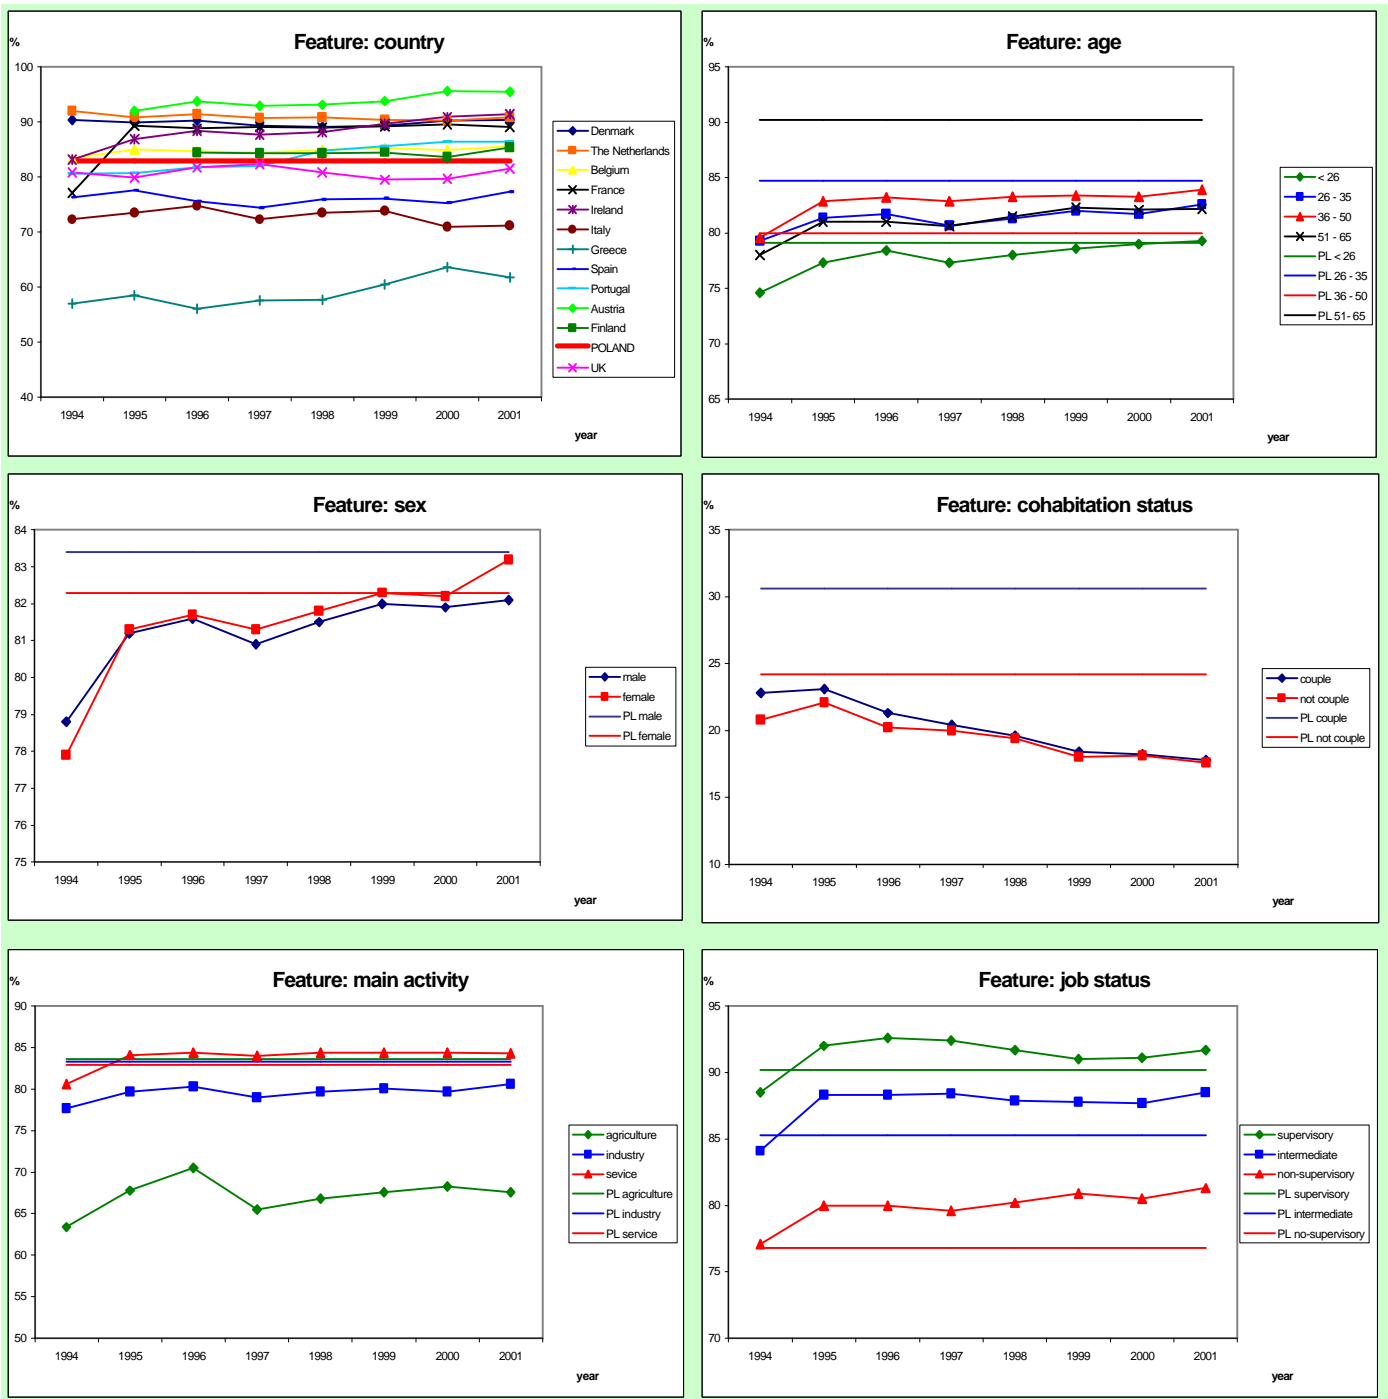 Feature: country
%
100
90
80
70
60
50
40
1994 1995 1996 1997 1998 1999 2000 2001
year
Denmark
The Netherlands
Belgium
France
Ireland
Italy
Greece
Spain
Portugal
Austria
Finland
POLAND
UK
Feature: age
%
95
90
85
80
75
70
65
1994 1995 1996 1997 1998 1999 2000 2001
year
< 26
26 - 35
36 - 50
51 - 65
PL < 26
PL 26 - 35
PL 36 - 50
PL 51- 65
Feature: sex
%
84
83
82
81
80
79
78
77
76
75
1994 1995 1996 1997 1998 1999 2000 2001
year
male
female
PL male
PL female
Feature: cohabitation status
%
35
30
25
20
15
10
1994 1995 1996 1997 1998 1999 2000 2001
year
couple
not couple
PL couple
PL not couple
Feature: main activity
%
90
85
80
75
70
65
60
55
50
1994 1995 1996 1997 1998 1999 2000 2001
year
agriculture
industry
sevice
PL agriculture
PL industry
PL service
Feature: job status
%
95
90
85
80
75
70
1994 1995 1996 1997 1998 1999 2000 2001
year
supervisory
intermediate
non-supervisory
PL supervisory
PL intermediate
PL no-supervisory